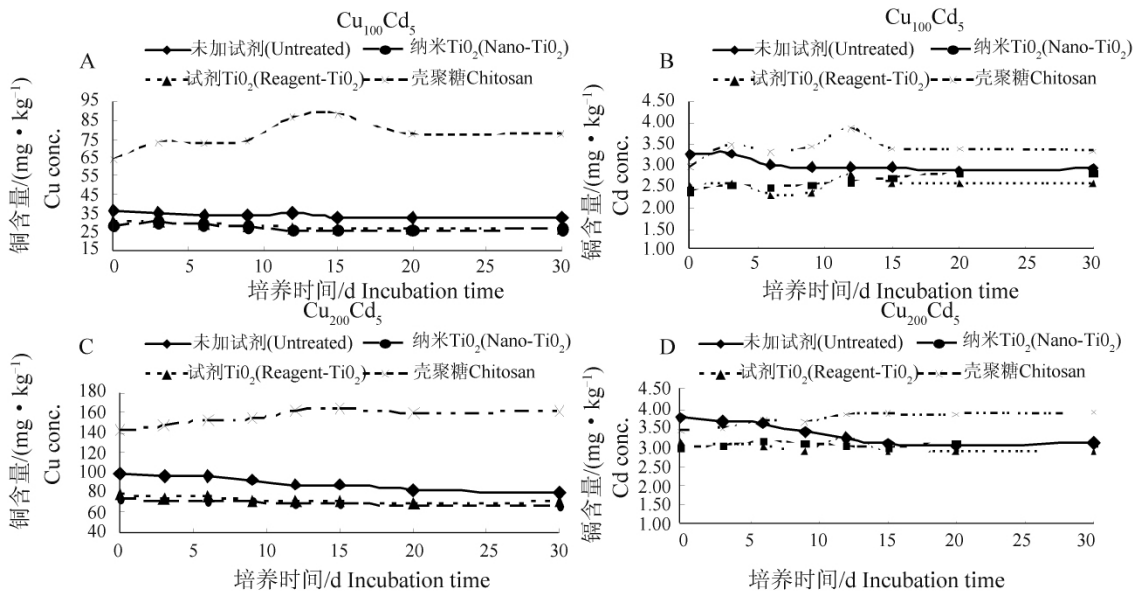 Cu100Cd5
A
未加试剂(Untreated)
纳米TiO2(Nano-TiO2)
试剂TiO2(Reagent-TiO2)
壳聚糖Chitosan
铜含量/(mg·kg⁻¹)
Cu conc.
95
85
75
65
55
45
35
25
15
0 5 10 15 20 25 30
培养时间/d Incubation time
Cu100Cd5
B
未加试剂(Untreated)
纳米TiO2(Nano-TiO2)
试剂TiO2(Reagent-TiO2)
壳聚糖Chitosan
镉含量/(mg·kg⁻¹)
Cd conc.
4.50
4.00
3.50
3.00
2.50
2.00
1.50
1.00
0 5 10 15 20 25 30
培养时间/d Incubation time
Cu200Cd5
C
未加试剂(Untreated)
纳米TiO2(Nano-TiO2)
试剂TiO2(Reagent-TiO2)
壳聚糖Chitosan
铜含量/(mg·kg⁻¹)
Cu conc.
180
160
140
120
100
80
60
40
0 5 10 15 20 25 30
培养时间/d Incubation time
Cu200Cd5
D
未加试剂(Untreated)
纳米TiO2(Nano-TiO2)
试剂TiO2(Reagent-TiO2)
壳聚糖Chitosan
镉含量/(mg·kg⁻¹)
Cd conc.
4.50
4.00
3.50
3.00
2.50
2.00
1.50
1.00
0 5 10 15 20 25 30
培养时间/d Incubation time